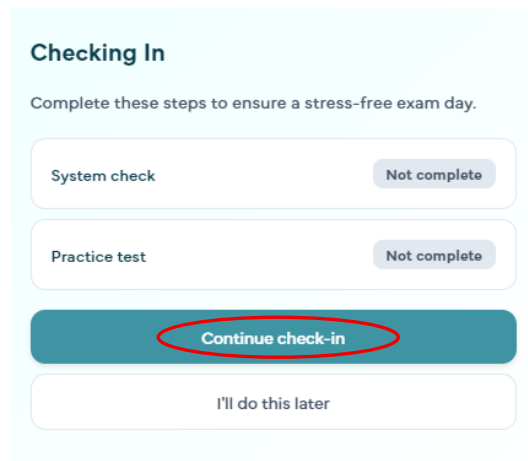 Checking In
Complete these steps to ensure a stress-free exam day.
System check
Not complete
Practice test
Not complete
Continue check-in
I'll do this later